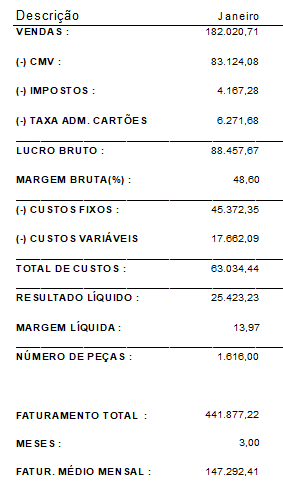 Descrição Janeiro
VENDAS : 182.020,71
(-) CMV : 83.124,08
(-) IMPOSTOS : 4.167,28
(-) TAXA ADM. CARTÕES 6.271,68
LUCRO BRUTO : 88.457,67
MARGEM BRUTA(%) : 48,60
(-) CUSTOS FIXOS : 45.372,35
(-) CUSTOS VARIÁVEIS 17.662,09
TOTAL DE CUSTOS : 63.034,44
RESULTADO LÍQUIDO : 25.423,23
MARGEM LÍQUIDA : 13,97
NÚMERO DE PEÇAS : 1.616,00
FATURAMENTO TOTAL : 441.877,22
MESES : 3,00
FATUR. MÉDIO MENSAL : 147.292,41